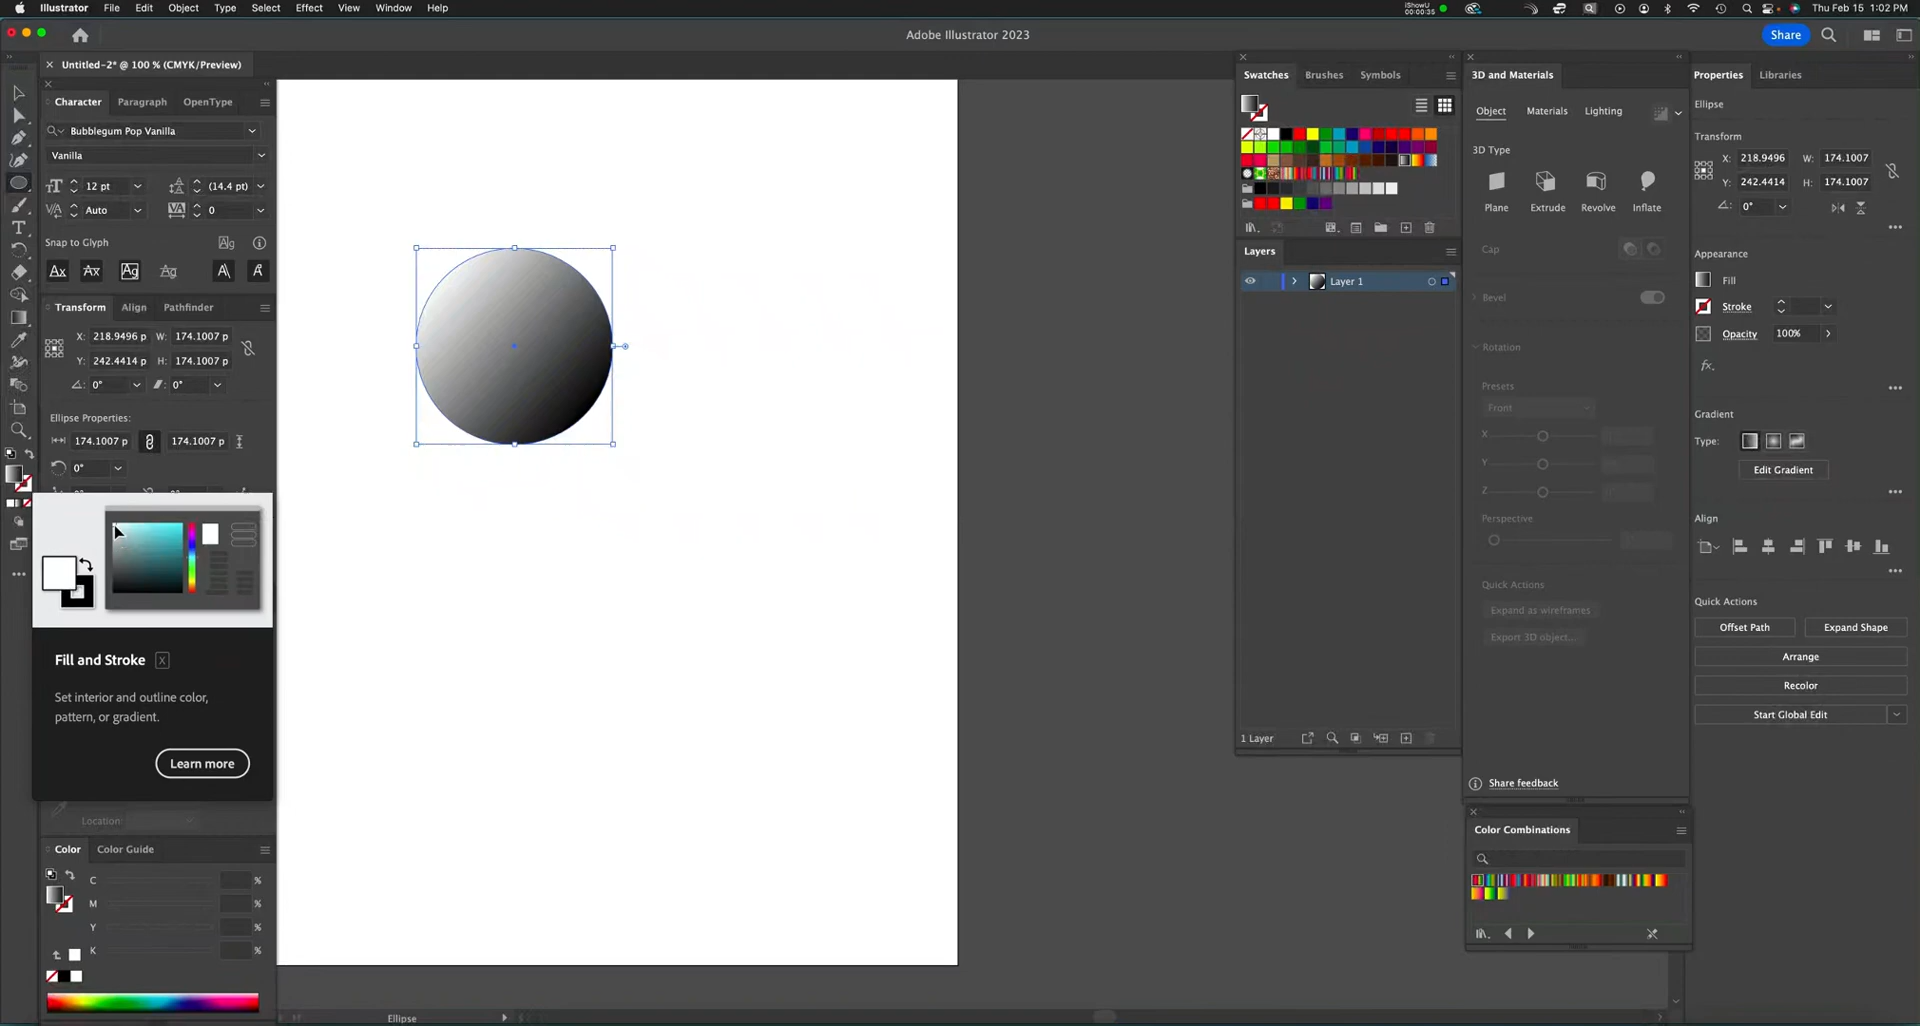 Illustrator File Edit Object Type Select Effect View Window Help
iShowU
00:00:35
Thu Feb 15 1:02 PM
Adobe Illustrator 2023
Share
Untitled-2* @ 100 % (CMYK/Preview)
Character Paragraph OpenType
Bubblegum Pop Vanilla
Vanilla
12 pt
(14.4 pt)
Auto
0
Snap to Glyph
Transform Align Pathfinder
X: 218.9496 p W: 174.1007 p
Y: 242.4414 p H: 174.1007 p
0° 0°
Ellipse Properties:
174.1007 p 174.1007 p
0°
Fill and Stroke X
Set interior and outline color,
pattern, or gradient.
Learn more
Location:
Color Color Guide
C %
M %
Y %
K %
Ellipse
Swatches Brushes Symbols
Layers
Layer 1
1 Layer
3D and Materials
Object Materials Lighting
3D Type
Plane Extrude Revolve Inflate
Cap
Bevel
Rotation
Presets
Front
X
Y
Z
Perspective
Quick Actions
Expand as wireframes
Export 3D object...
Share feedback
Color Combinations
Properties Libraries
Ellipse
Transform
X: 218.9496 W: 174.1007
Y: 242.4414 H: 174.1007
0°
Appearance
Fill
Stroke
Opacity 100%
fx.
Gradient
Type:
Edit Gradient
Align
Quick Actions
Offset Path Expand Shape
Arrange
Recolor
Start Global Edit